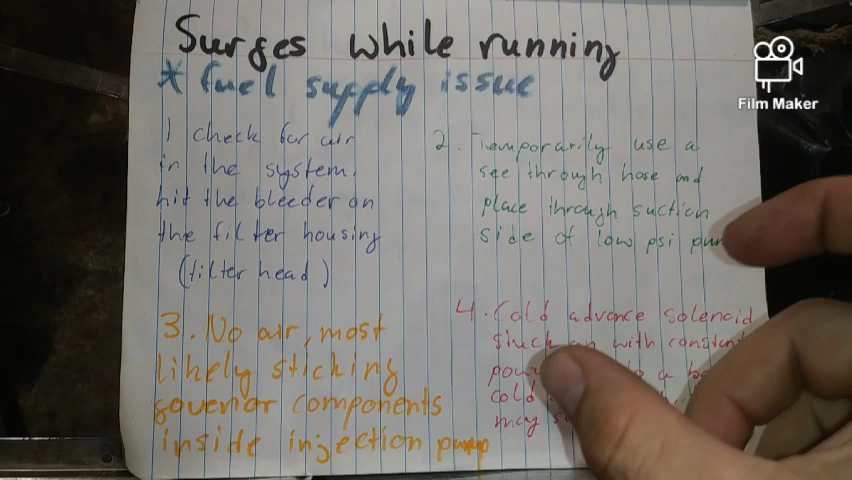 Surges while running
* fuel supply issue
1 check for air
in the system.
hit the bleeder on
the filter housing
(filter head)
2. Temporarily use a
see through hose and
place through suction
side of low psi
3. No air, most
likely sticking
governor components
inside injection pump
4. Cold advance solenoid
stuck on with
a
cold
may
Film Maker